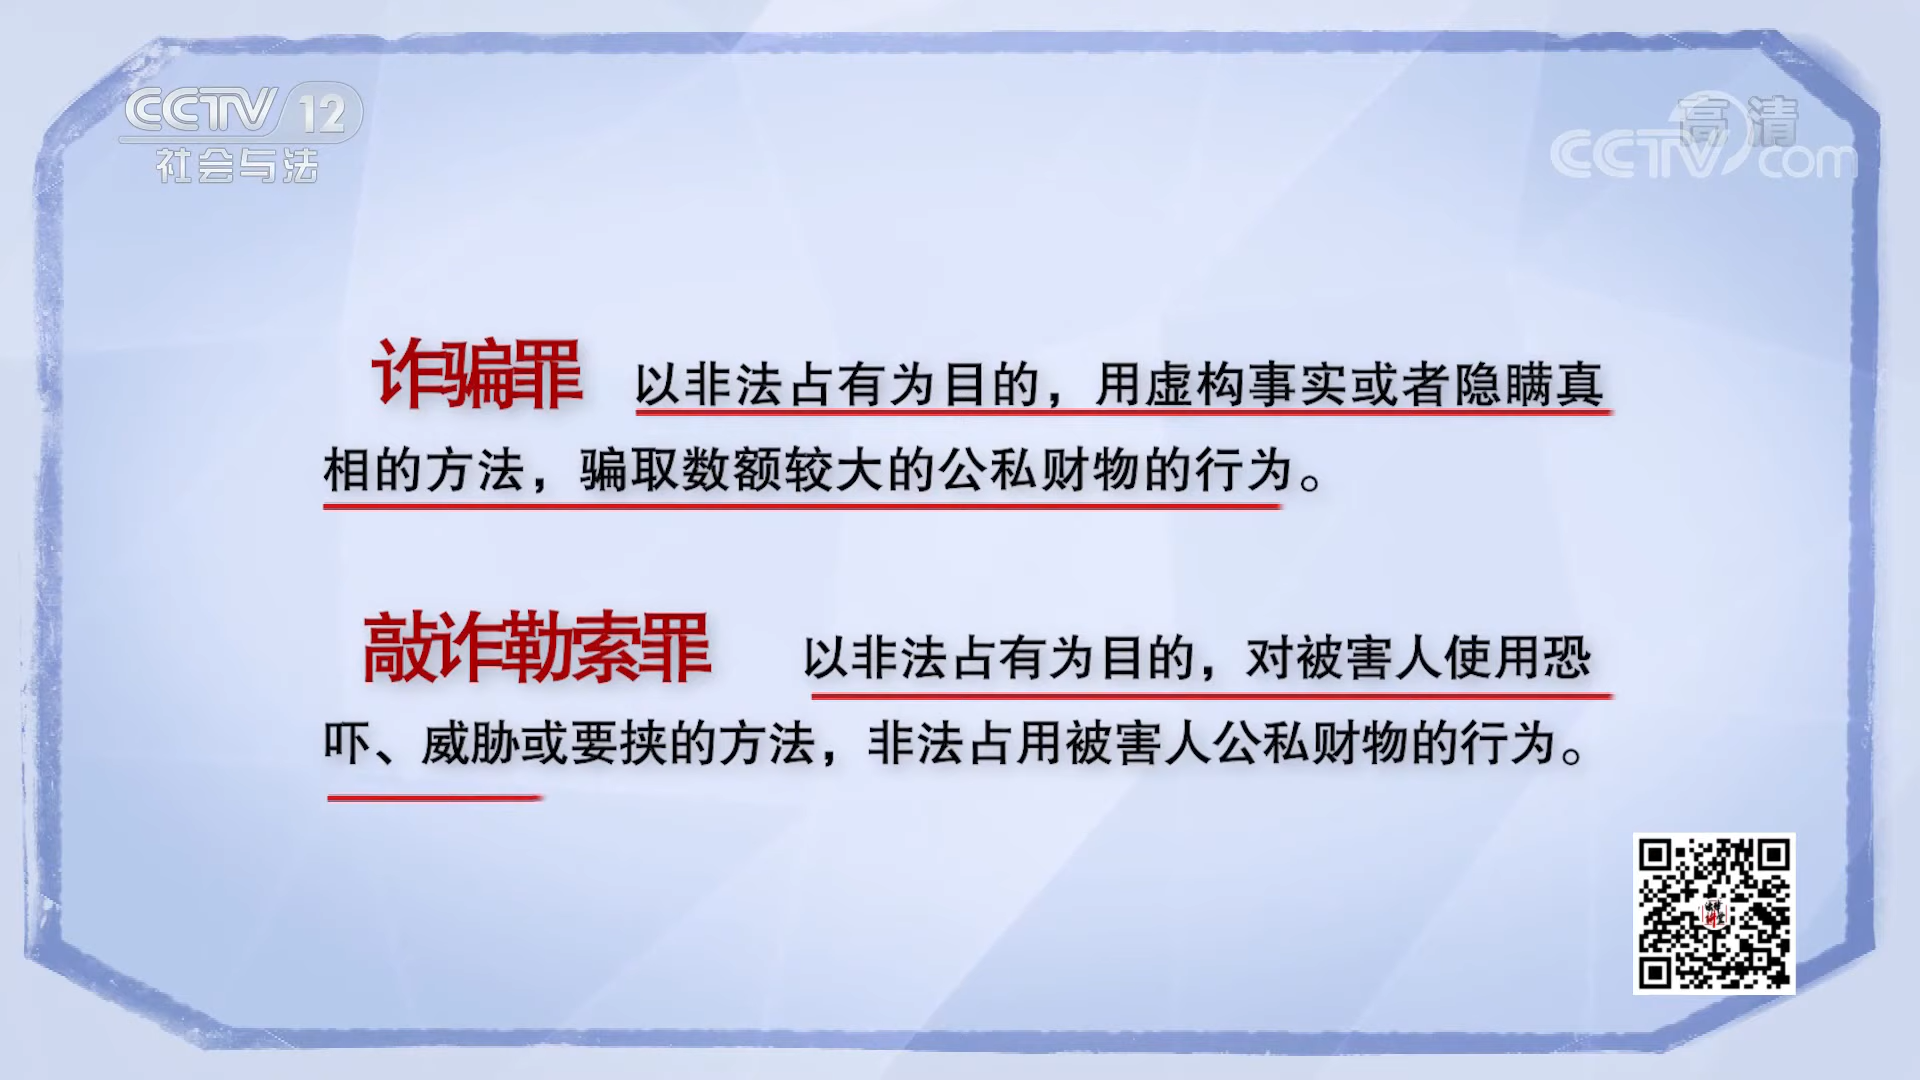 CCTV 12
社会与法
高清
CCTV.com
诈骗罪 以非法占有为目的，用虚构事实或者隐瞒真
相的方法，骗取数额较大的公私财物的行为。
敲诈勒索罪 以非法占有为目的，对被害人使用恐
吓、威胁或要挟的方法，非法占用被害人公私财物的行为。